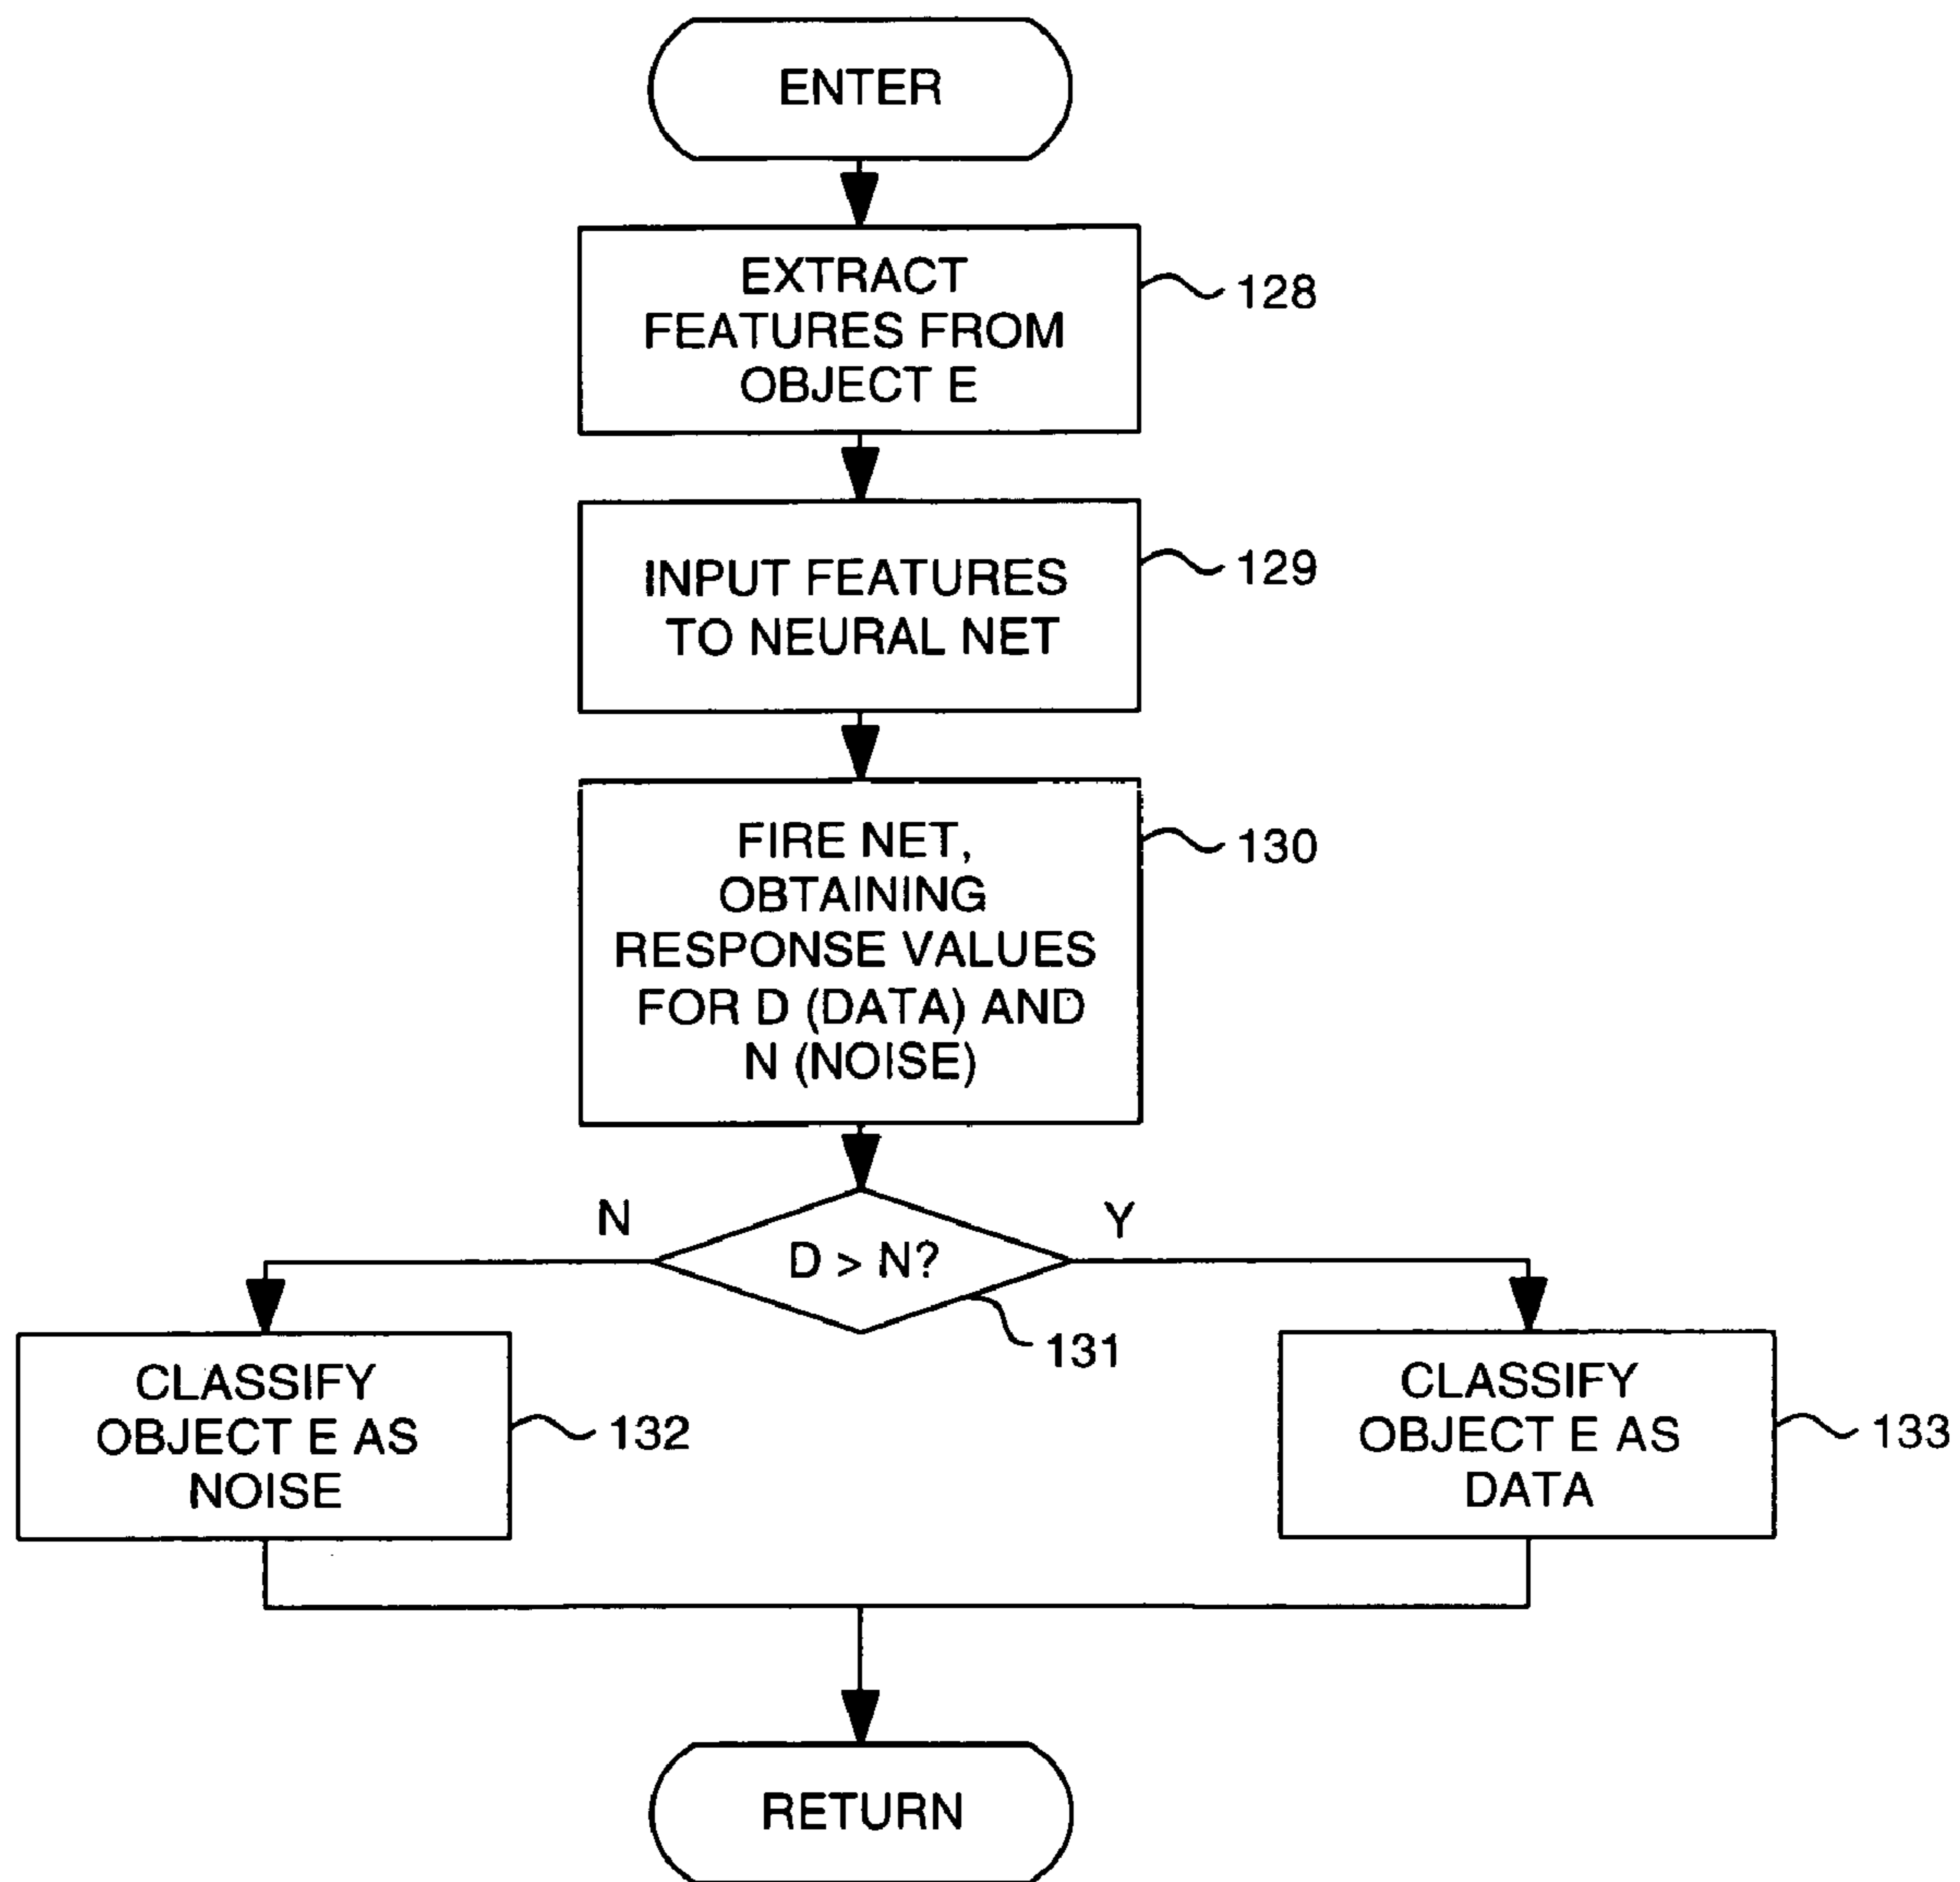 ENTER
EXTRACT
FEATURES FROM
OBJECT E
128
INPUT FEATURES
TO NEURAL NET
129
FIRE NET,
OBTAINING
RESPONSE VALUES
FOR D (DATA) AND
N (NOISE)
130
N
D > N?
Y
131
CLASSIFY
OBJECT E AS
NOISE
132
CLASSIFY
OBJECT E AS
DATA
133
RETURN